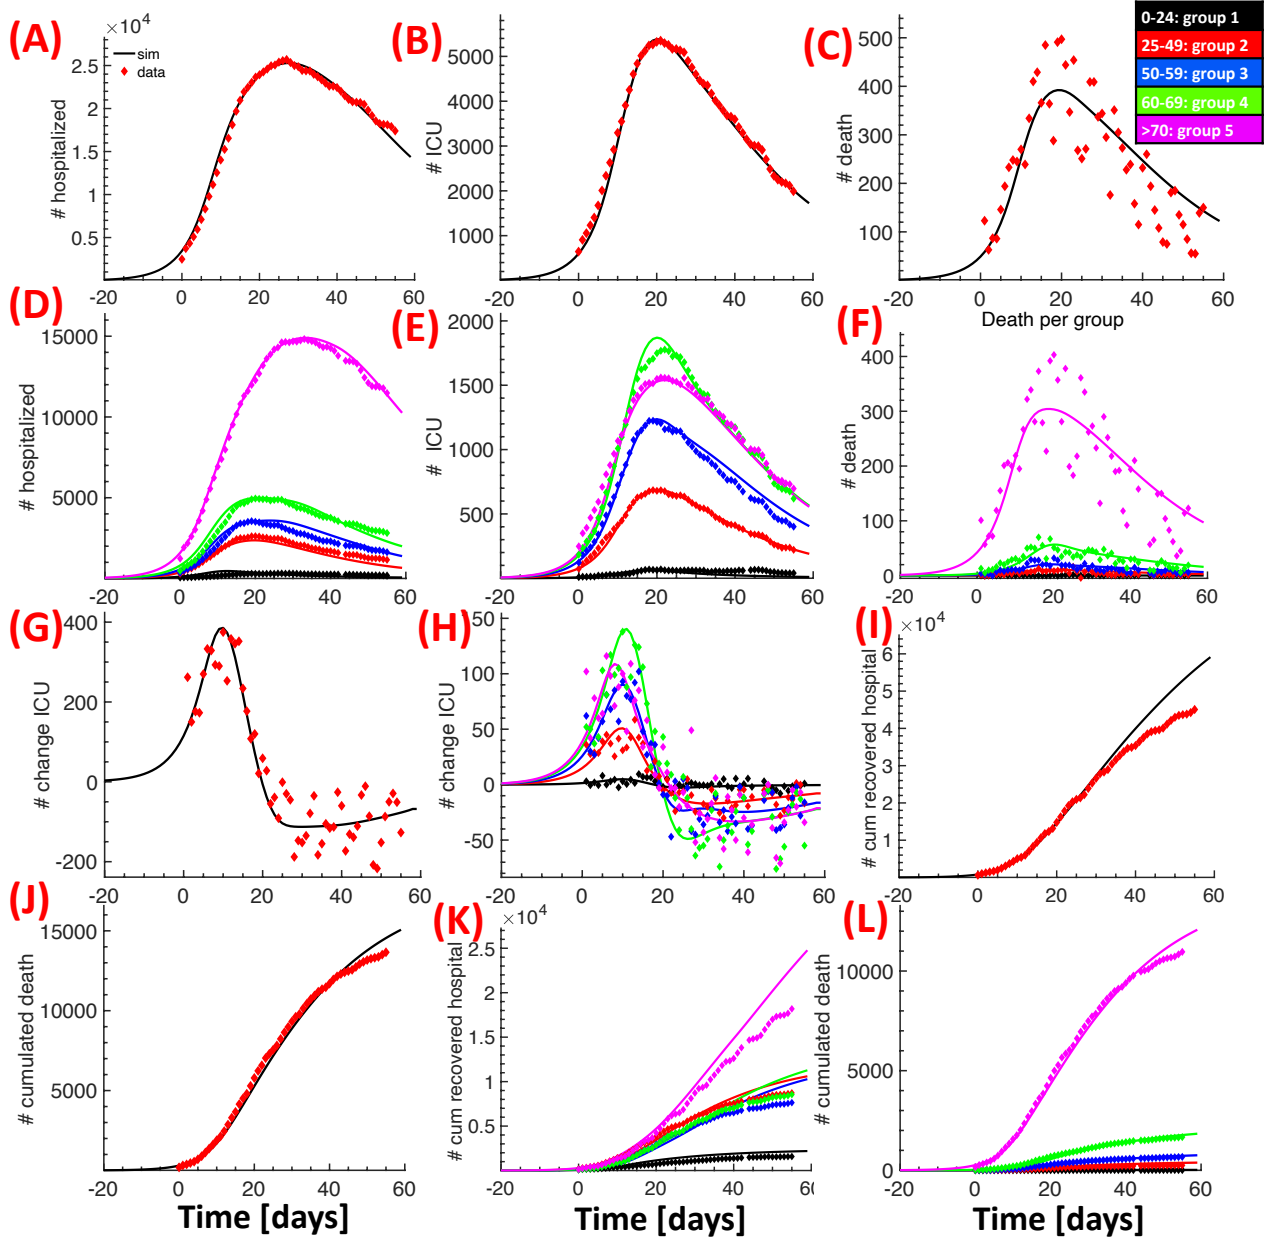 (A)
×10⁴
sim
data
# hospitalized
2.5
2
1.5
1
0.5
-20 0 20 40 60
(B)
# ICU
5000
4000
3000
2000
1000
-20 0 20 40 60
(C)
# death
500
400
300
200
100
-20 0 20 40 60
0-24: group 1
25-49: group 2
50-59: group 3
60-69: group 4
>70: group 5
(D)
# hospitalized
15000
10000
5000
-20 0 20 40 60
(E)
# ICU
2000
1500
1000
500
-20 0 20 40 60
Death per group
(F)
# death
400
300
200
100
0
-20 0 20 40 60
(G)
# change ICU
400
200
0
-200
-20 0 20 40 60
(H)
# change ICU
150
100
50
0
-50
-20 0 20 40 60
(I)
×10⁴
# cum recovered hospital
6
5
4
3
2
1
-20 0 20 40 60
(J)
# cumulated death
15000
10000
5000
0
-20 0 20 40 60
Time [days]
(K)
×10⁴
# cum recovered hospital
2.5
2
1.5
1
0.5
-20 0 20 40 60
Time [days]
(L)
# cumulated death
10000
5000
0
-20 0 20 40 60
Time [days]